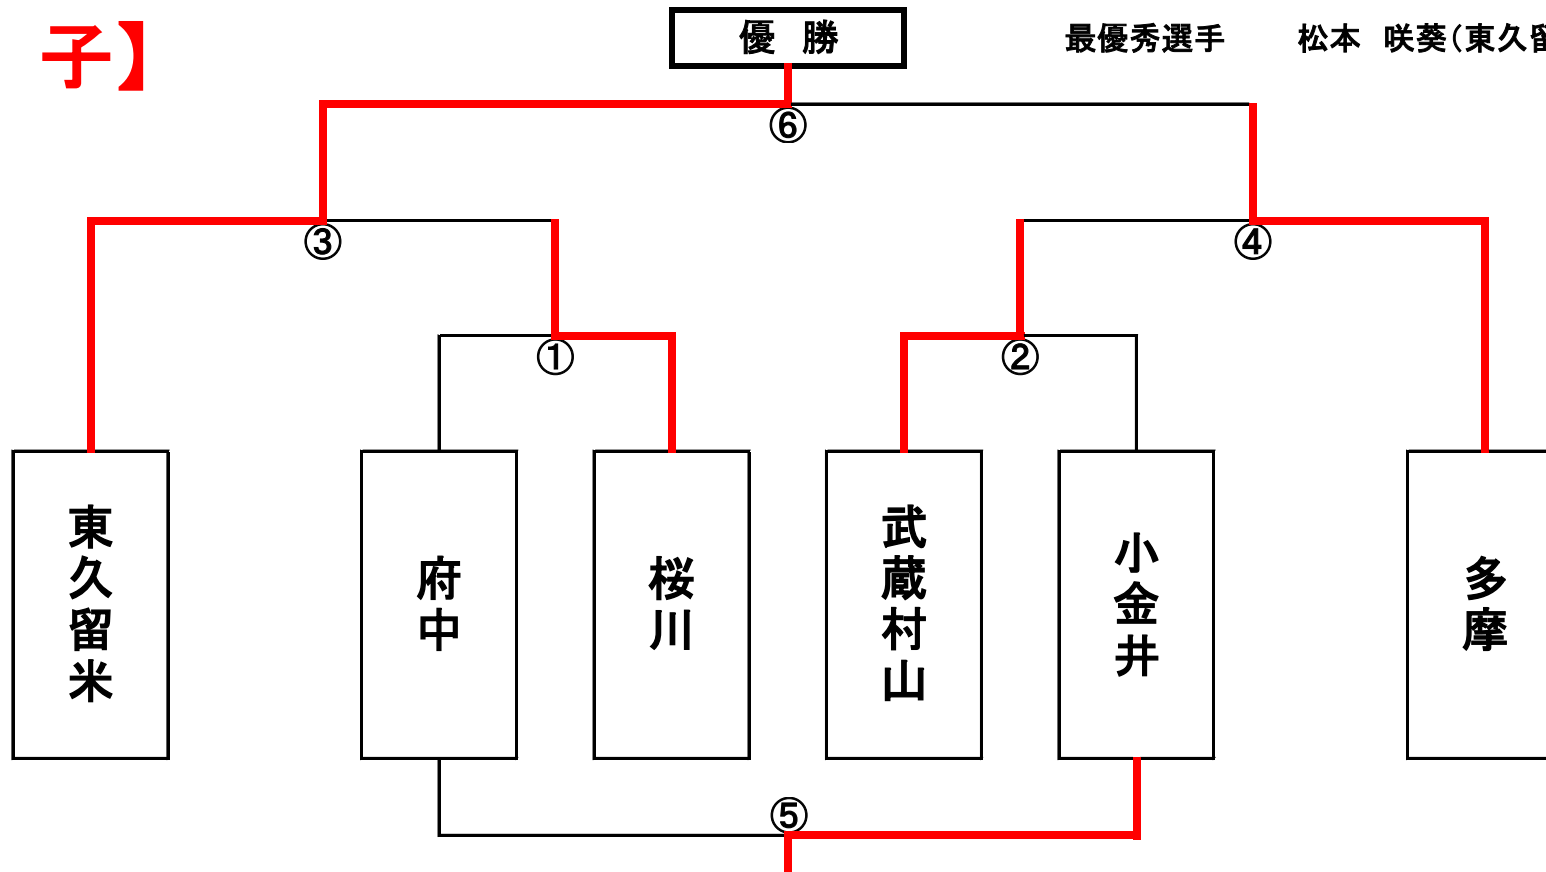 子】
優 勝
最優秀選手 松本 咲葵(東久留
⑥
③
④
①
②
東久留米
府中
桜川
武蔵村山
小金井
多摩
⑤